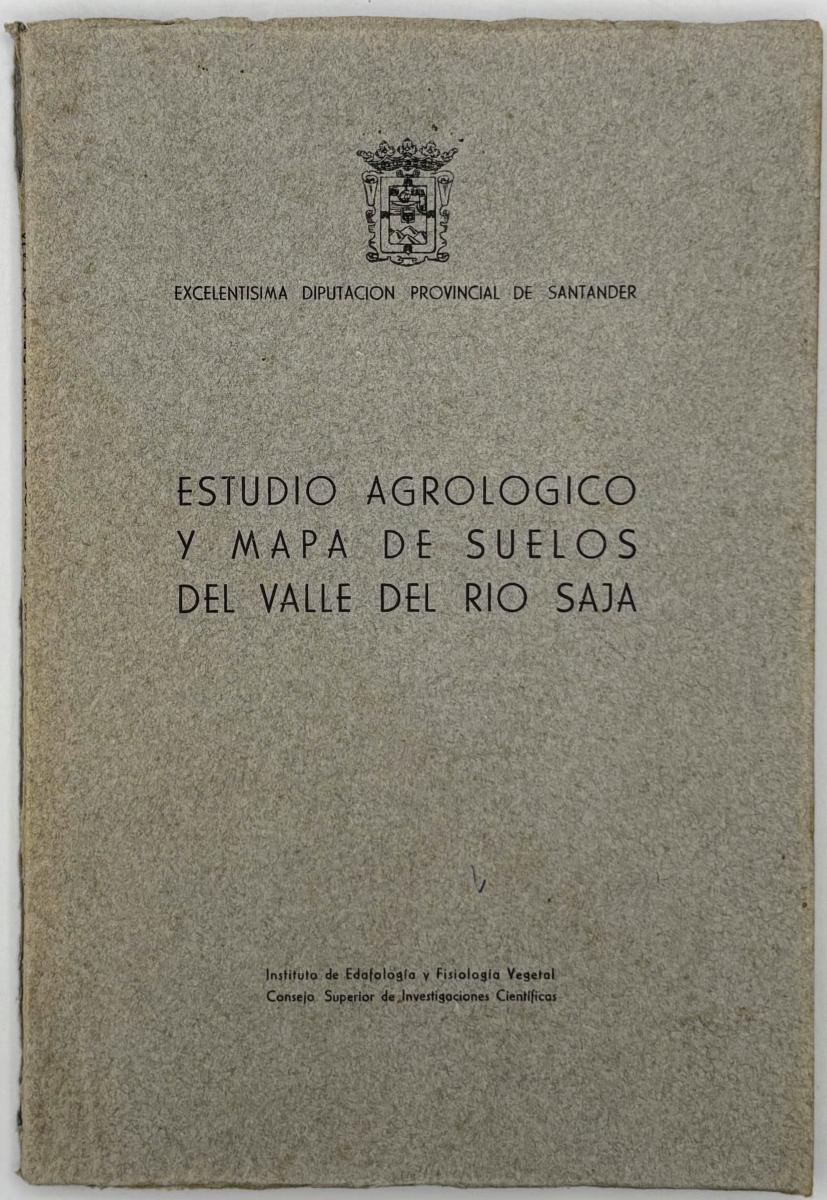 EXCELENTISIMA DIPUTACION PROVINCIAL DE SANTANDER
ESTUDIO AGROLOGICO
Y MAPA DE SUELOS
DEL VALLE DEL RIO SAJA
Instituto de Edafología y Fisiología Vegetal
Consejo Superior de Investigaciones Científicas